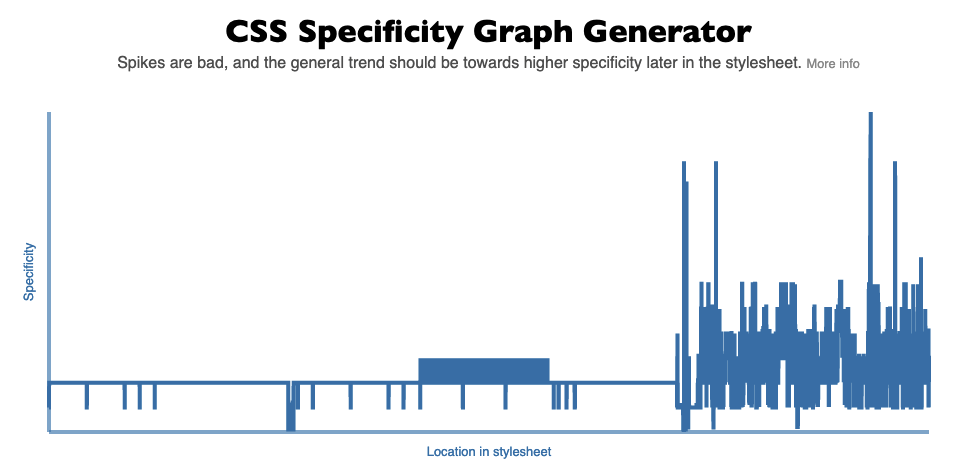 CSS Specificity Graph Generator
Spikes are bad, and the general trend should be towards higher specificity later in the stylesheet. More info
Specificity
Location in stylesheet